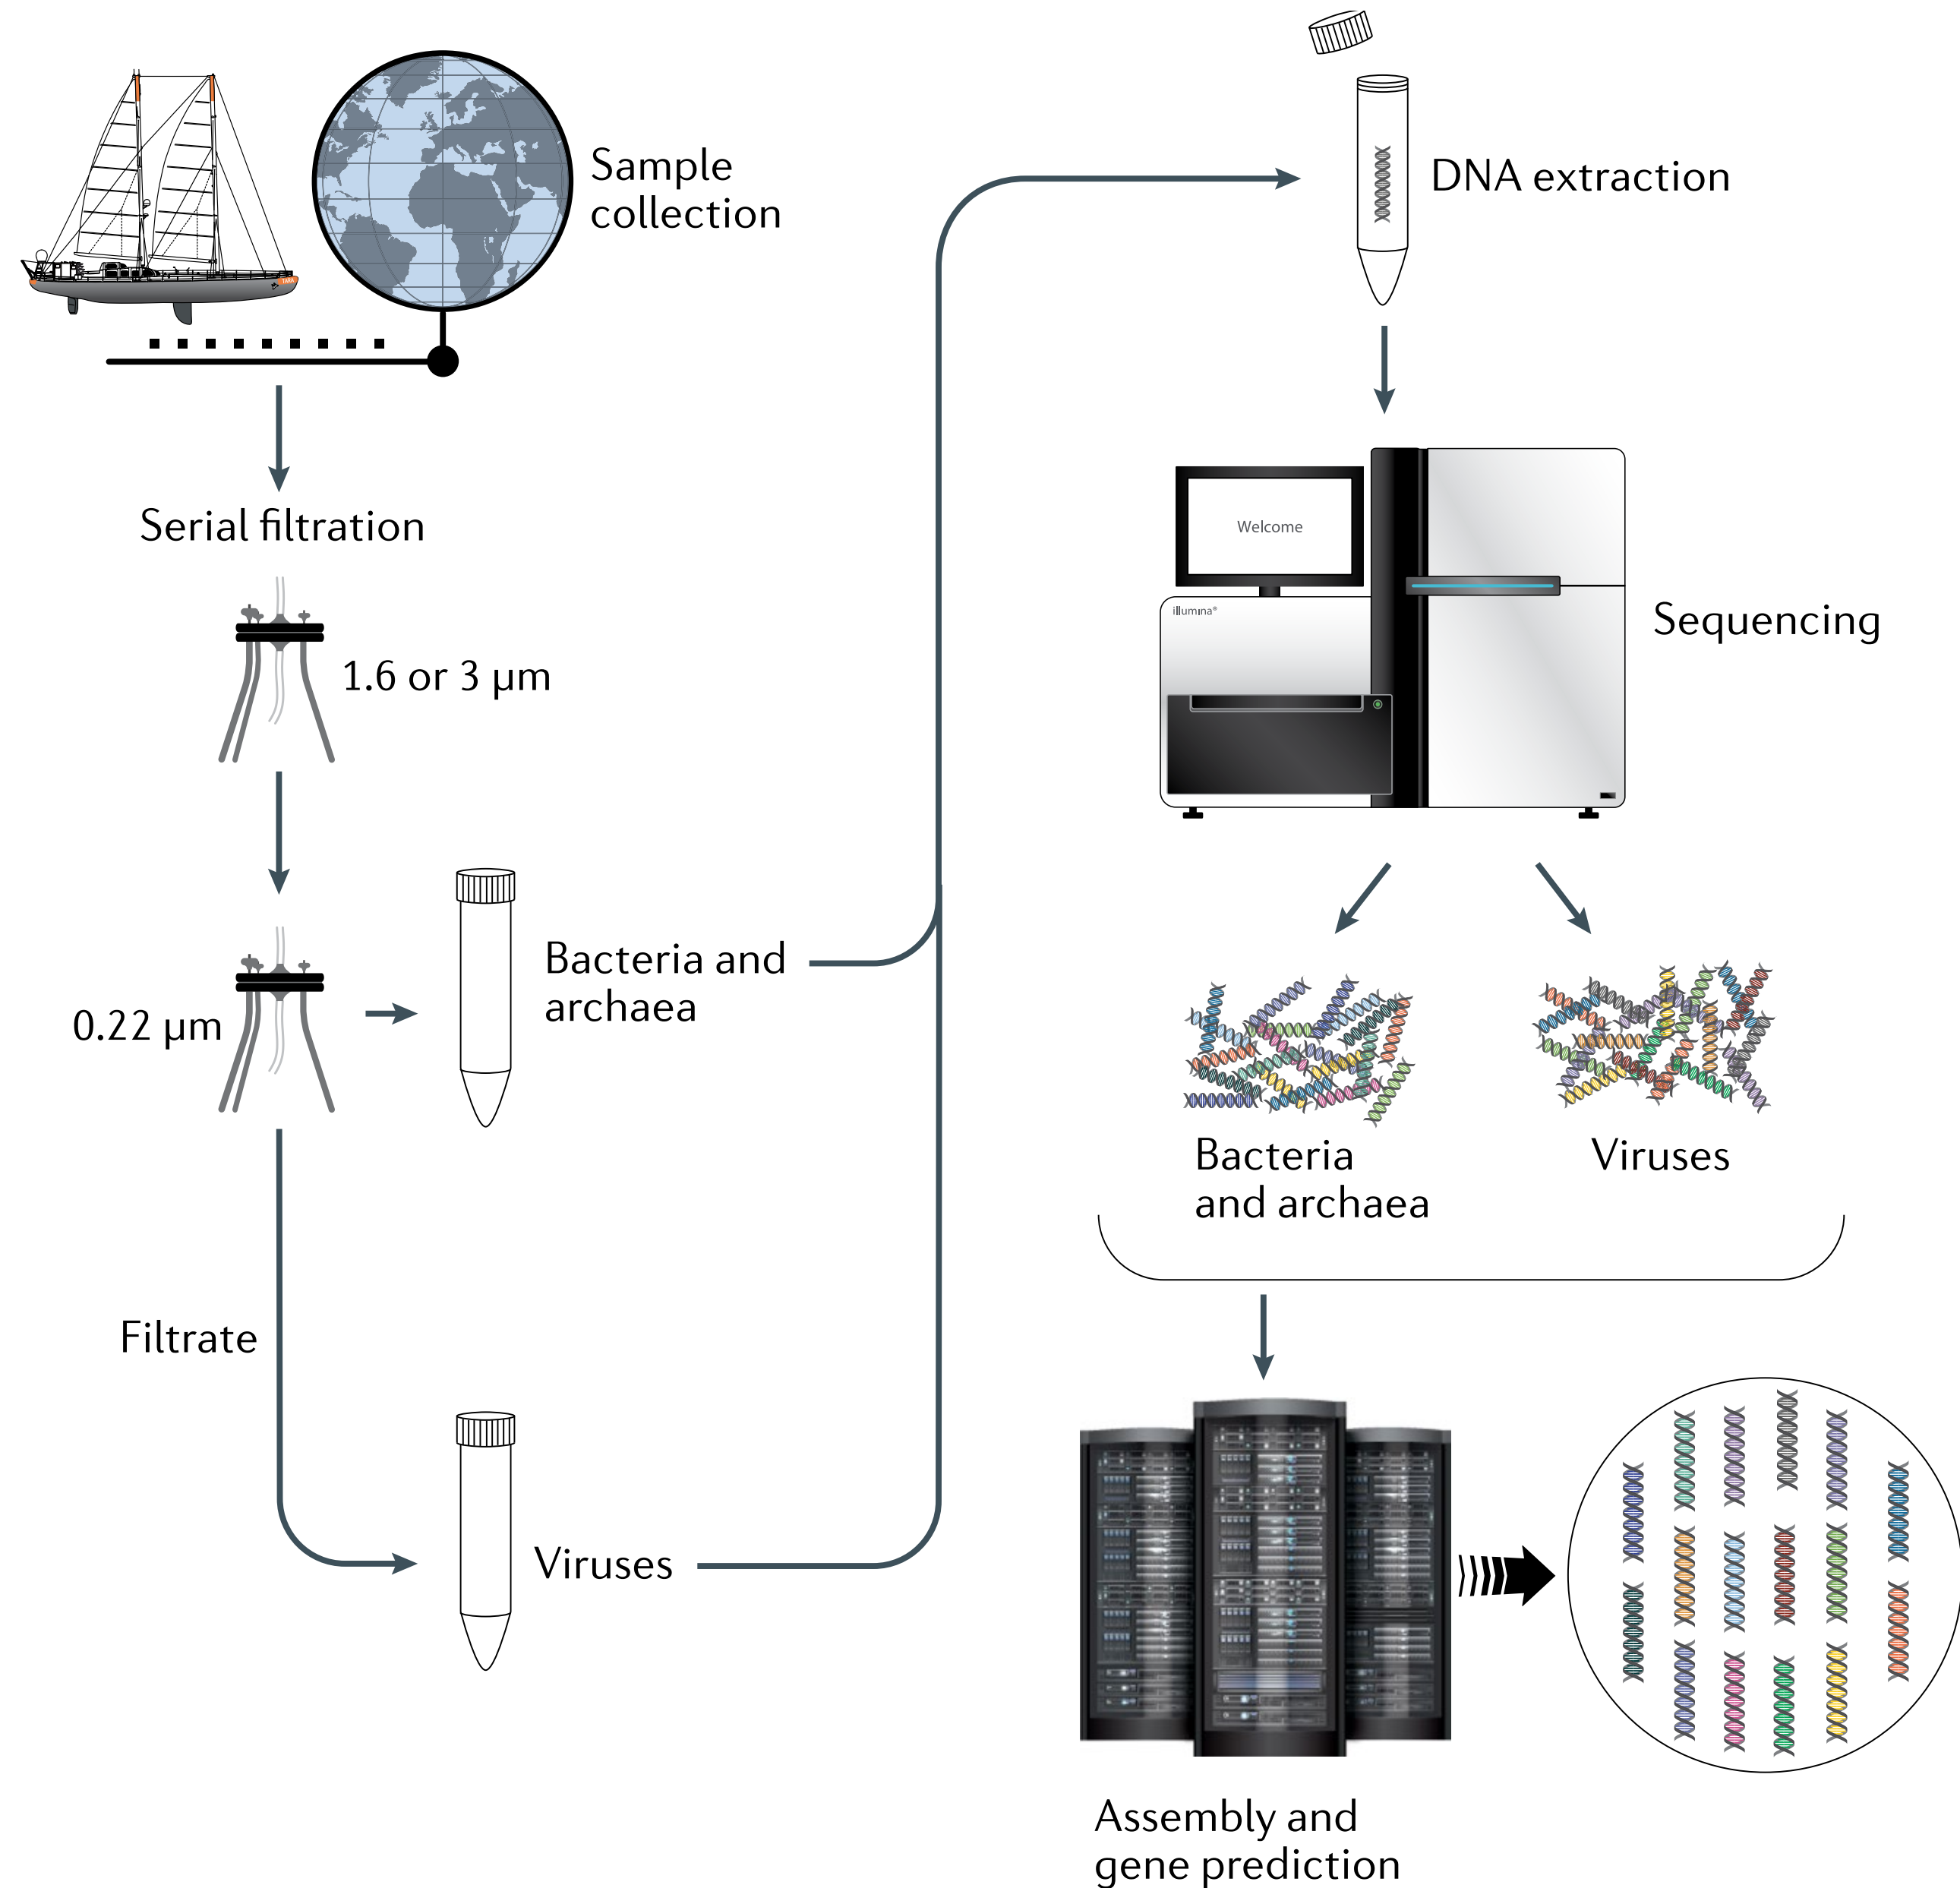 Sample
collection
Serial filtration
1.6 or 3 µm
0.22 µm
Bacteria and
archaea
Filtrate
Viruses
DNA extraction
Welcome
illumına®
Sequencing
Bacteria
and archaea
Viruses
Assembly and
gene prediction